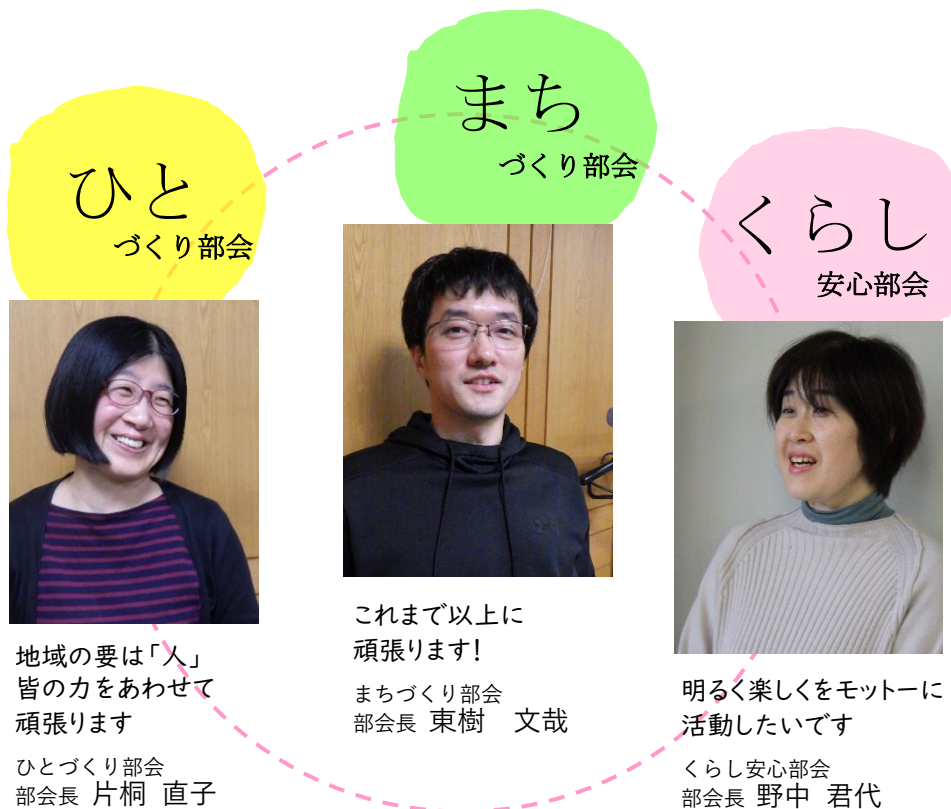 ひと
づくり部会
まち
づくり部会
くらし
安心部会
地域の要は「人」
皆の力をあわせて
頑張ります
ひとづくり部会
部会長 片桐 直子
これまで以上に
頑張ります!
まちづくり部会
部会長 東樹 文哉
明るく楽しくをモットーに
活動したいです
くらし安心部会
部会長 野中 君代